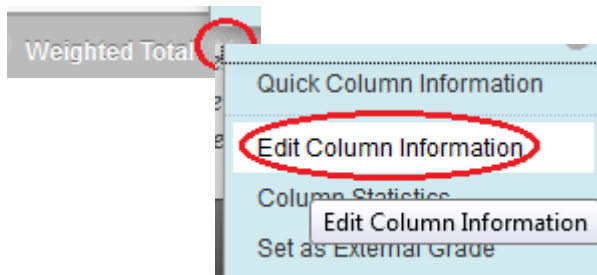 Weighted Total
Quick Column Information
Edit Column Information
Column Statistics
Edit Column Information
Set as External Grade